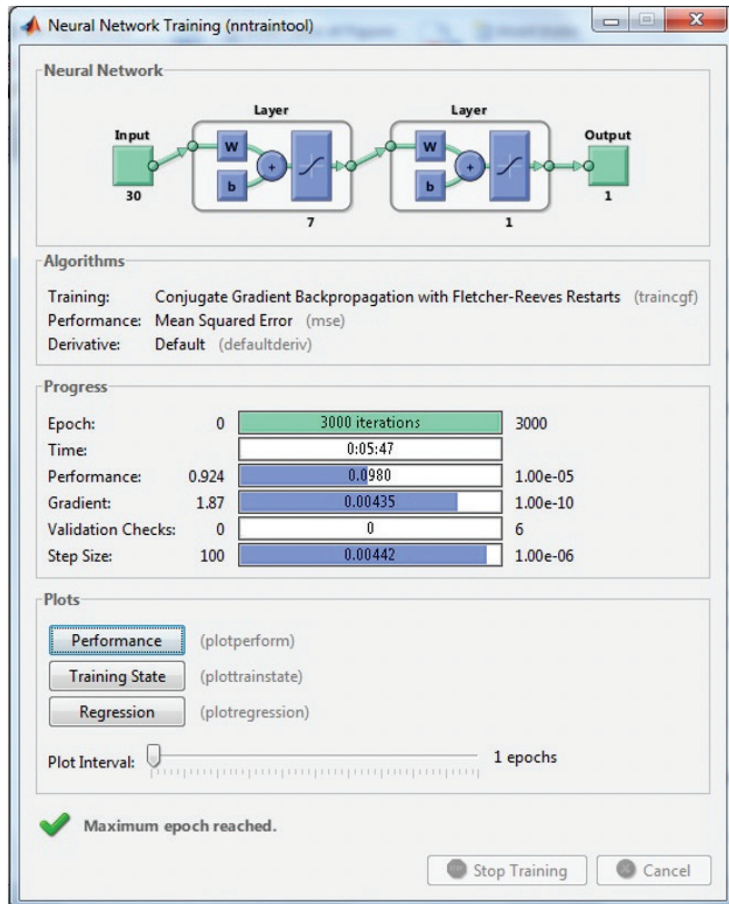 Neural Network Training (nntraintool)
Neural Network
Layer Layer
Input Output
W W
+ +
b b
30 1
7 1
Algorithms
Training: Conjugate Gradient Backpropagation with Fletcher-Reeves Restarts (traincgf)
Performance: Mean Squared Error (mse)
Derivative: Default (defaultderiv)
Progress
Epoch: 0 3000 iterations 3000
Time: 0:05:47
Performance: 0.924 0.0980 1.00e-05
Gradient: 1.87 0.00435 1.00e-10
Validation Checks: 0 0 6
Step Size: 100 0.00442 1.00e-06
Plots
Performance (plotperform)
Training State (plottrainstate)
Regression (plotregression)
Plot Interval: 1 epochs
Maximum epoch reached.
Stop Training Cancel